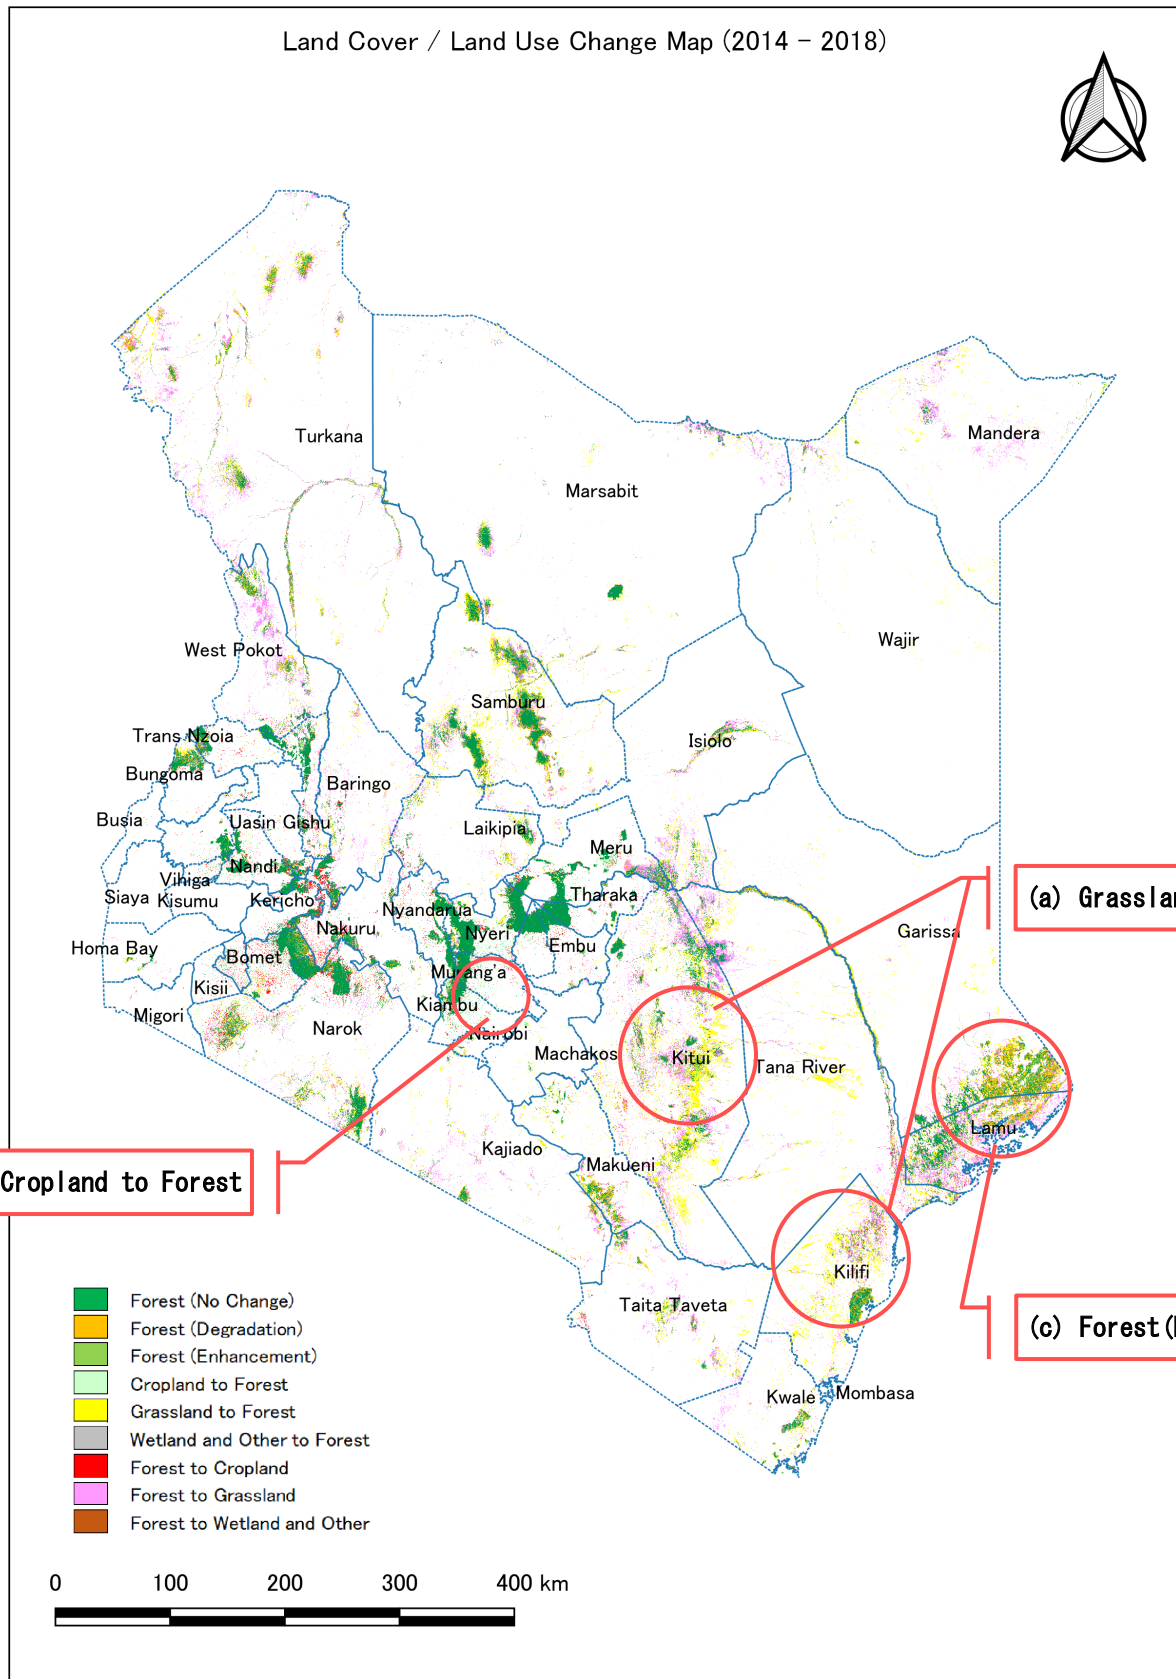 Land Cover / Land Use Change Map (2014 - 2018)
Turkana
Mandera
Marsabit
Wajir
West Pokot
Samburu
Trans Nzoia
Isiolo
Bungoma
Baringo
Busia
Uasin Gishu
Laikipia
Meru
Nandi
Vihiga
Siaya
Kisumu
Kericho
Tharaka
(a) Grasslan
Nyandarua
Nakuru
Nyeri
Garissa
Homa Bay
Bomet
Embu
Murang'a
Kisii
Kiambu
Migori
Narok
Nairobi
Machakos
Kitui
Tana River
Lamu
Kajiado
Makueni
Cropland to Forest
Kilifi
Taita Taveta
(c) Forest(
Kwale
Mombasa
Forest (No Change)
Forest (Degradation)
Forest (Enhancement)
Cropland to Forest
Grassland to Forest
Wetland and Other to Forest
Forest to Cropland
Forest to Grassland
Forest to Wetland and Other
0 100 200 300 400 km